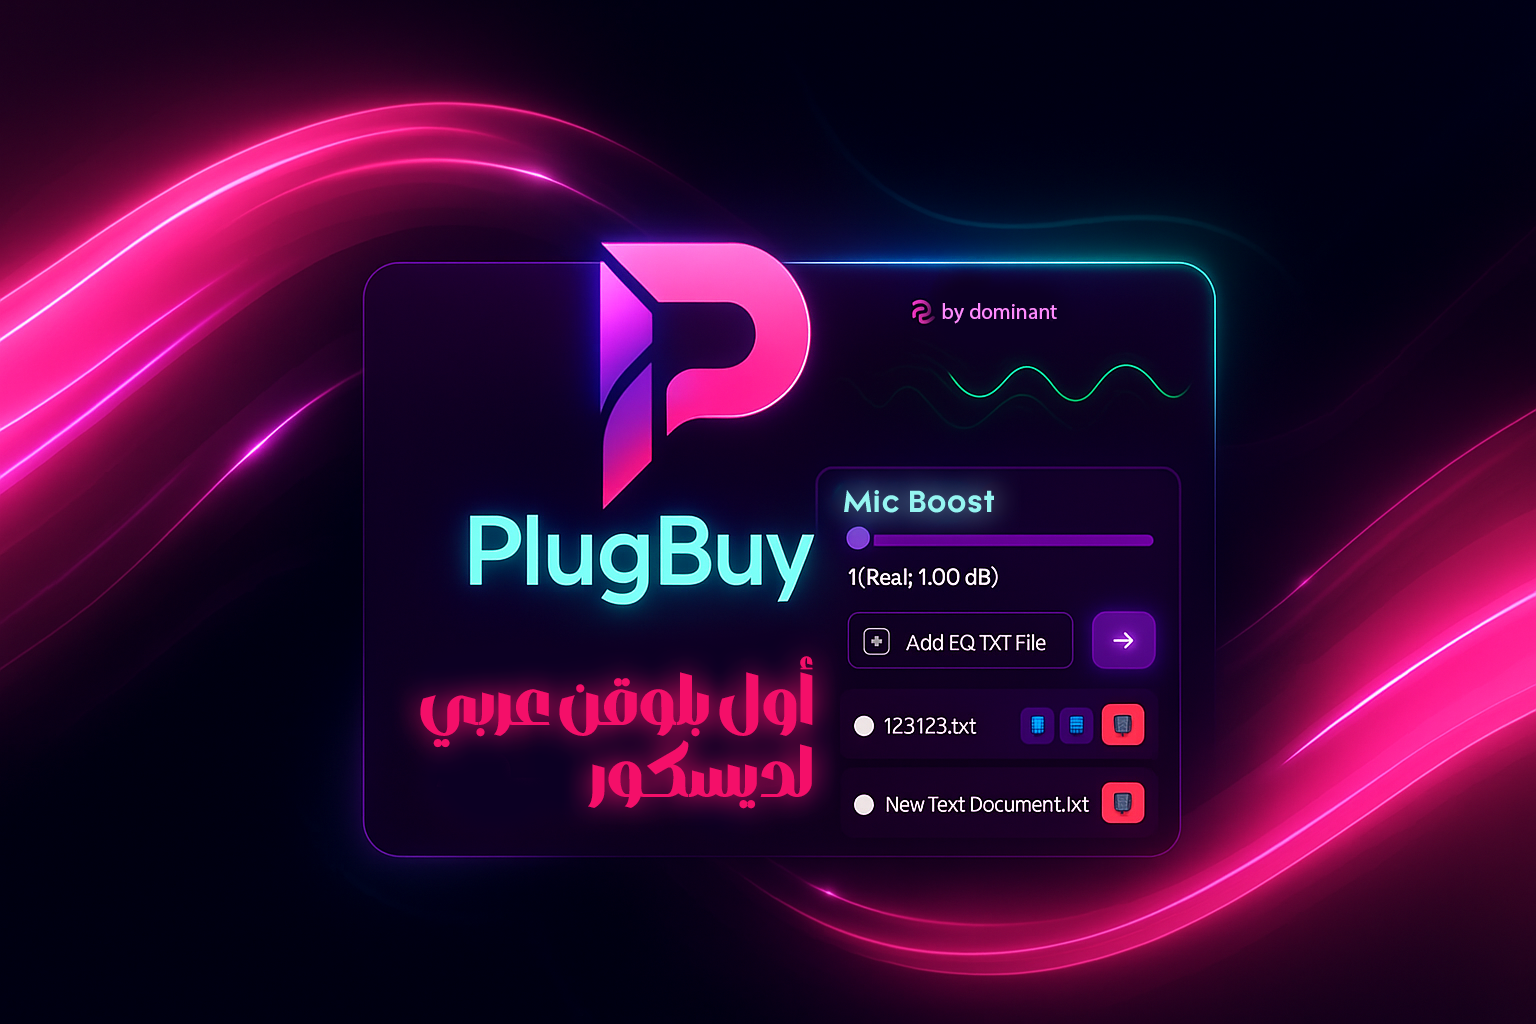 by dominant
PlugBuy
أول بلوقن عربي
لديسكور
Mic Boost
1(Real; 1.00 dB)
Add EQ TXT File
123123.txt
New Text Document.lxt